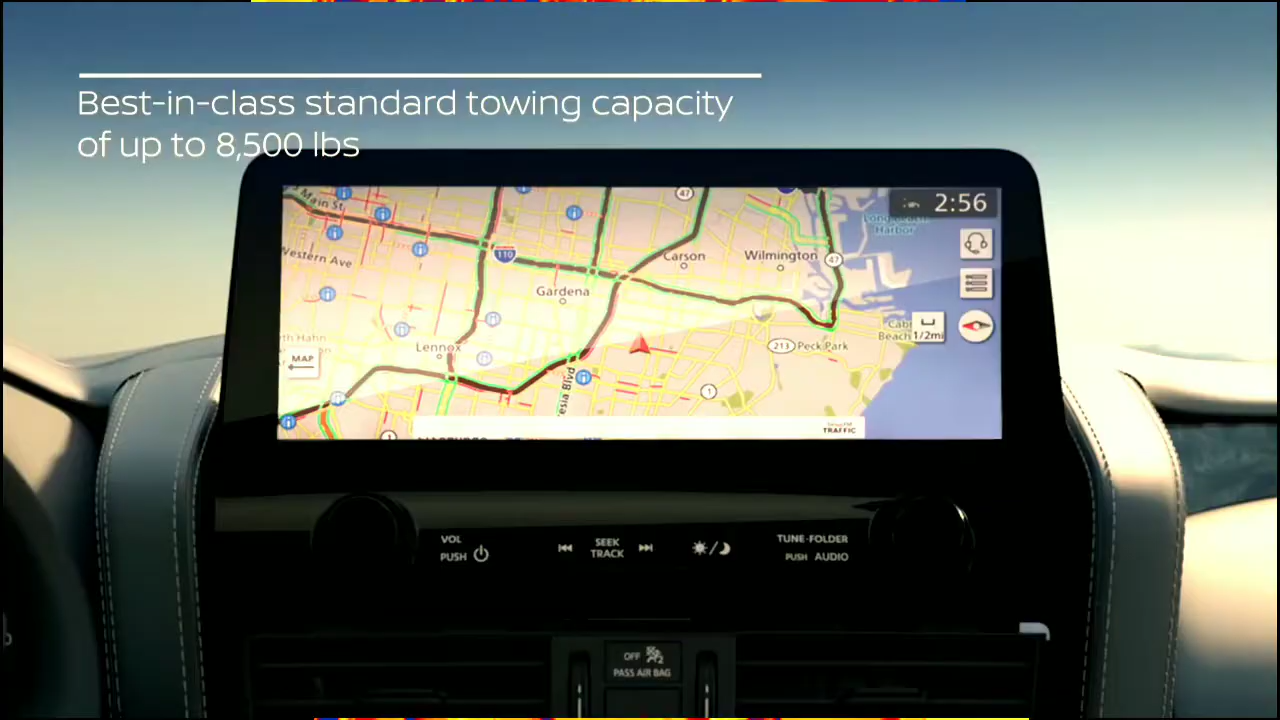 Best-in-class standard towing capacity
of up to 8,500 lbs
Main St.
47
2:56
Harbor
Western Ave
110
Carson
Wilmington
47
Gardena
Lennox
MAP
213 Peck Park
Beach
1/2mi
1
TRAFFIC
VOL
PUSH
SEEK
TRACK
TUNE·FOLDER
PUSH AUDIO
OFF
PASS AIR BAG